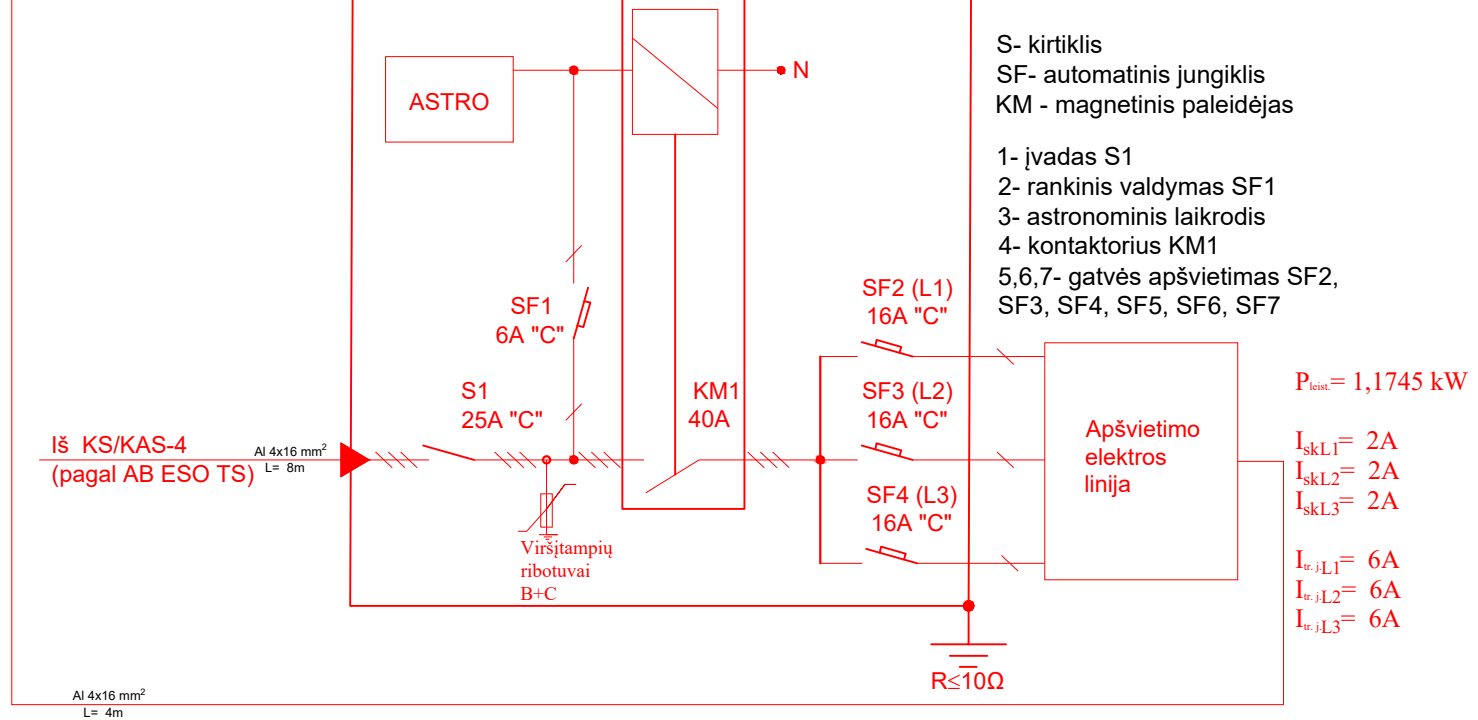 ASTRO
N
S- kirtiklis
SF- automatinis jungiklis
KM - magnetinis paleidėjas
1- įvadas S1
2- rankinis valdymas SF1
3- astronominis laikrodis
4- kontaktorius KM1
5,6,7- gatvės apšvietimas SF2,
SF3, SF4, SF5, SF6, SF7
SF1
6A "C"
S1
25A "C"
KM1
40A
SF2 (L1)
16A "C"
SF3 (L2)
16A "C"
SF4 (L3)
16A "C"
Iš KS/KAS-4
(pagal AB ESO TS)
Al 4x16 mm²
L= 8m
Viršįtampių
ribotuvai
B+C
Apšvietimo
elektros
linija
Pleist.= 1,1745 kW
IskL1= 2A
IskL2= 2A
IskL3= 2A
Itr. j.L1= 6A
Itr. j.L2= 6A
Itr. j.L3= 6A
R≤10Ω
Al 4x16 mm²
L= 4m